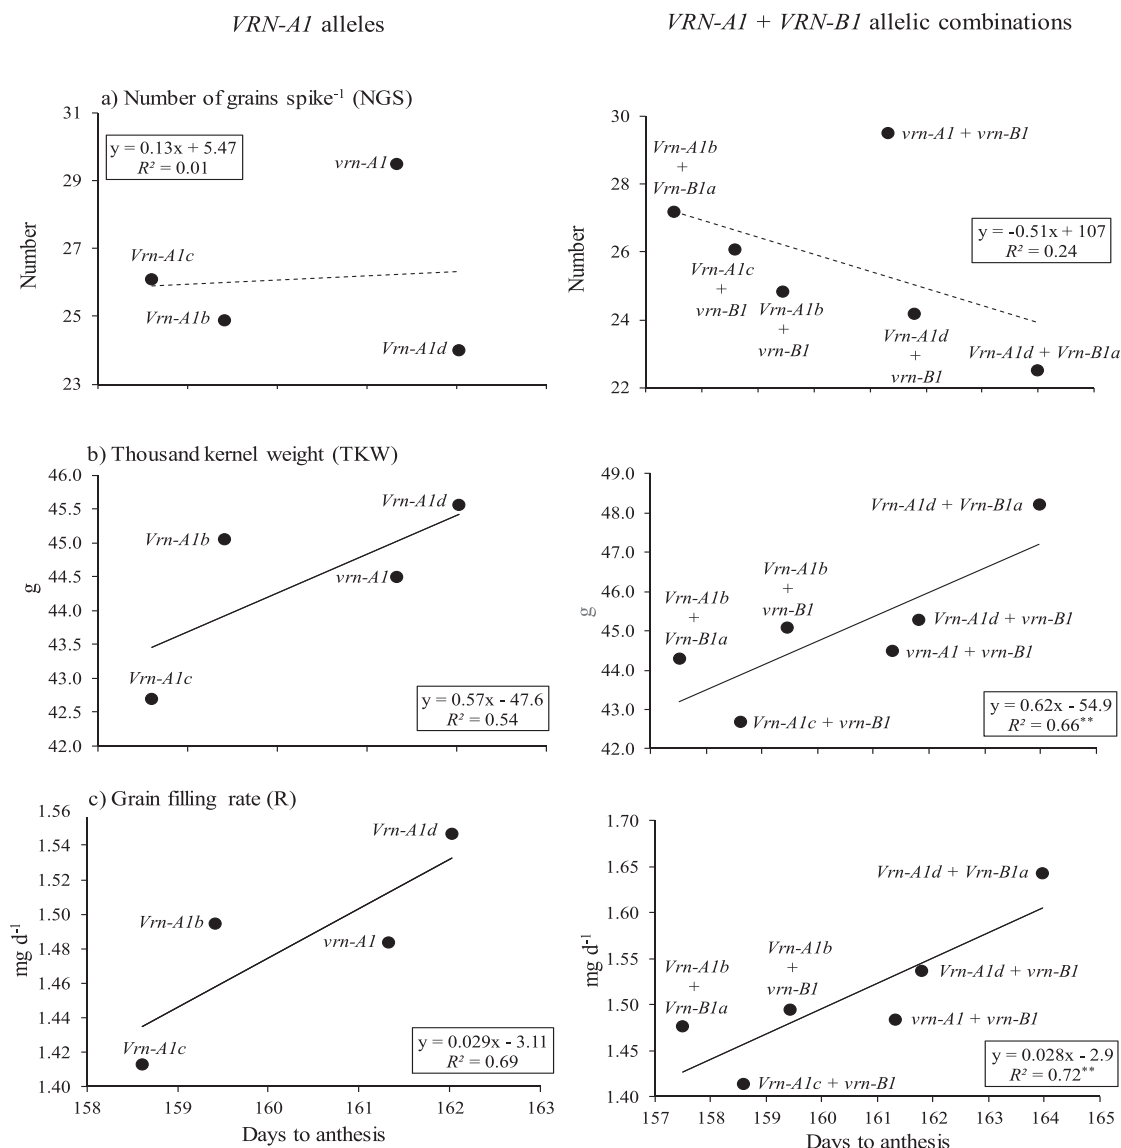 VRN-A1 alleles
VRN-A1 + VRN-B1 allelic combinations
a) Number of grains spike-1 (NGS)
31
29
27
25
23
Number
y = 0.13x + 5.47
R² = 0.01
vrn-A1
Vrn-A1c
Vrn-A1b
Vrn-A1d
30
28
26
24
22
Number
vrn-A1 + vrn-B1
Vrn-A1b
+
Vrn-B1a
y = -0.51x + 107
R² = 0.24
Vrn-A1c
+
vrn-B1
Vrn-A1b
+
vrn-B1
Vrn-A1d
+
vrn-B1
Vrn-A1d + Vrn-B1a
b) Thousand kernel weight (TKW)
46.0
45.5
45.0
44.5
44.0
43.5
43.0
42.5
42.0
g
Vrn-A1d
Vrn-A1b
vrn-A1
Vrn-A1c
y = 0.57x - 47.6
R² = 0.54
49.0
48.0
47.0
46.0
45.0
44.0
43.0
42.0
g
Vrn-A1d + Vrn-B1a
Vrn-A1b
+
vrn-B1
Vrn-A1b
+
Vrn-B1a
Vrn-A1d + vrn-B1
vrn-A1 + vrn-B1
Vrn-A1c + vrn-B1
y = 0.62x - 54.9
R² = 0.66**
c) Grain filling rate (R)
1.56
1.54
1.52
1.50
1.48
1.46
1.44
1.42
1.40
mg d-1
Vrn-A1d
Vrn-A1b
vrn-A1
Vrn-A1c
y = 0.029x - 3.11
R² = 0.69
158 159 160 161 162 163
Days to anthesis
1.70
1.65
1.60
1.55
1.50
1.45
1.40
mg d-1
Vrn-A1d + Vrn-B1a
Vrn-A1b
+
vrn-B1
Vrn-A1b
+
Vrn-B1a
Vrn-A1d + vrn-B1
vrn-A1 + vrn-B1
Vrn-A1c + vrn-B1
y = 0.028x - 2.9
R² = 0.72**
157 158 159 160 161 162 163 164 165
Days to anthesis